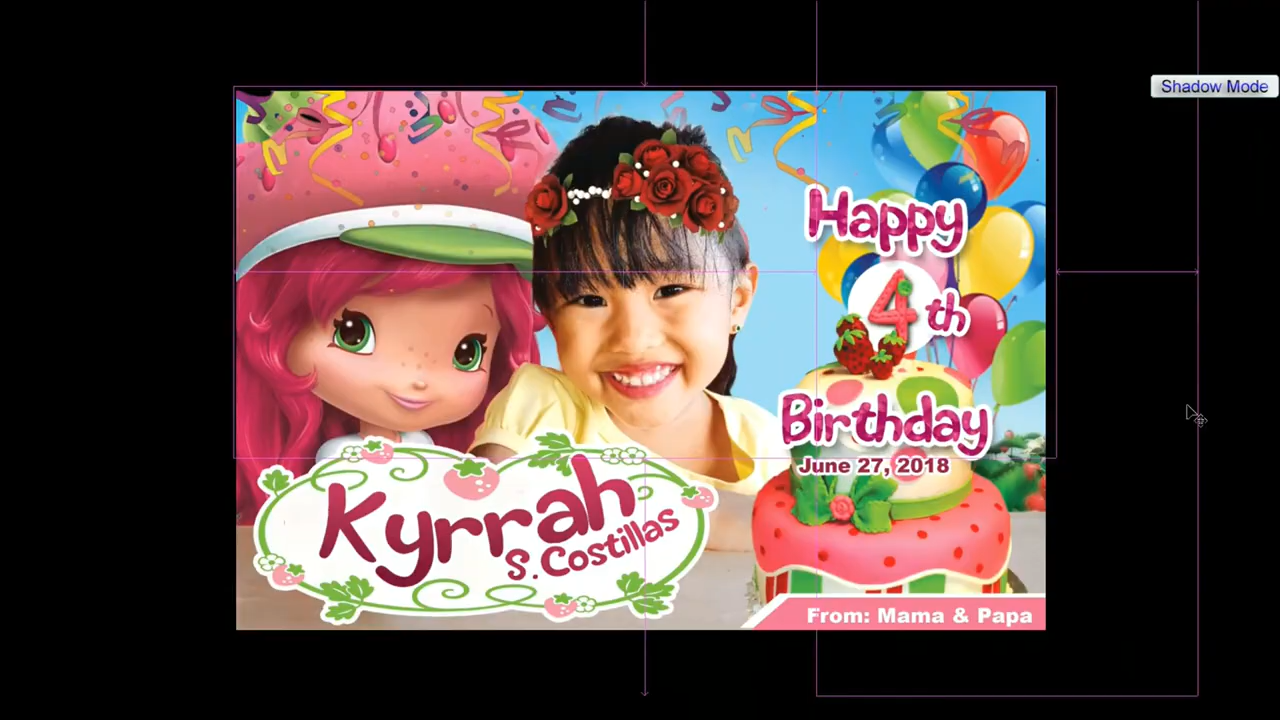 Shadow Mode
Happy
4th
Birthday
June 27, 2018
Kyrrah
S. Costillas
From: Mama & Papa